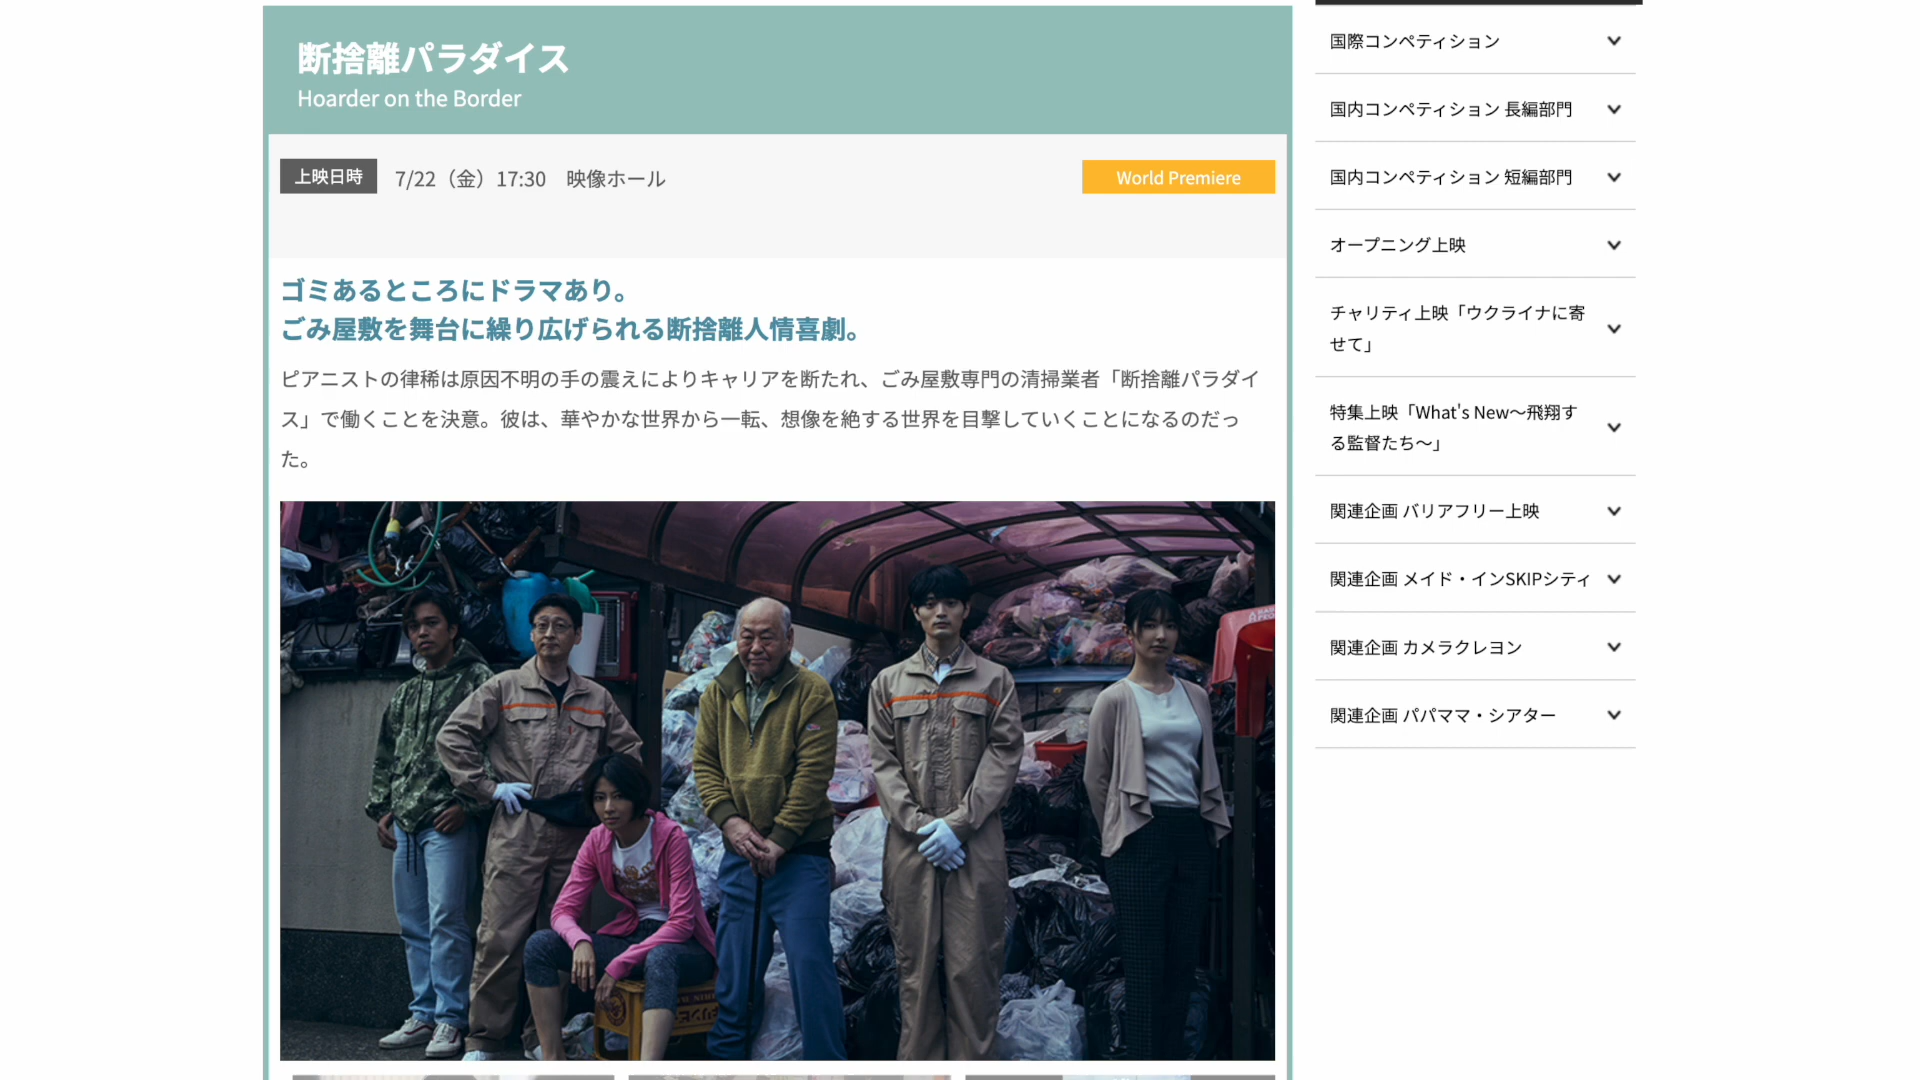 断捨離パラダイス
Hoarder on the Border
上映日時 7/22（金）17:30　映像ホール
World Premiere
ゴミあるところにドラマあり。
ごみ屋敷を舞台に繰り広げられる断捨離人情喜劇。
ピアニストの律稀は原因不明の手の震えによりキャリアを断たれ、ごみ屋敷専門の清掃業者「断捨離パラダイ
ス」で働くことを決意。彼は、華やかな世界から一転、想像を絶する世界を目撃していくことになるのだっ
た。
国際コンペティション
国内コンペティション 長編部門
国内コンペティション 短編部門
オープニング上映
チャリティ上映「ウクライナに寄
せて」
特集上映「What's New～飛翔す
る監督たち～」
関連企画 バリアフリー上映
関連企画 メイド・インSKIPシティ
関連企画 カメラクレヨン
関連企画 パパママ・シアター